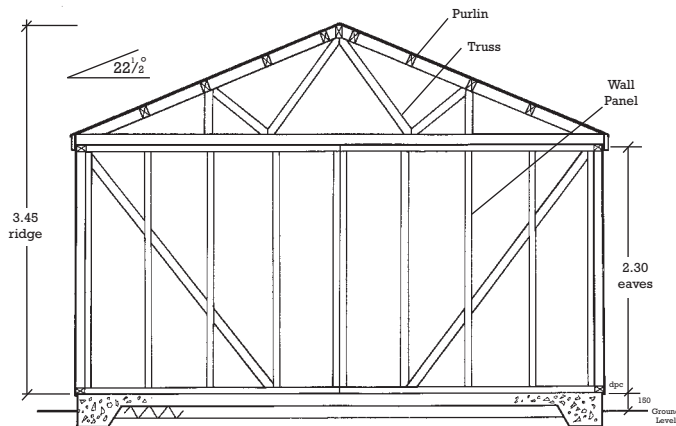 Purlin
Truss
22½°
Wall
Panel
3.45
ridge
2.30
eaves
dpc
150
Ground
Level